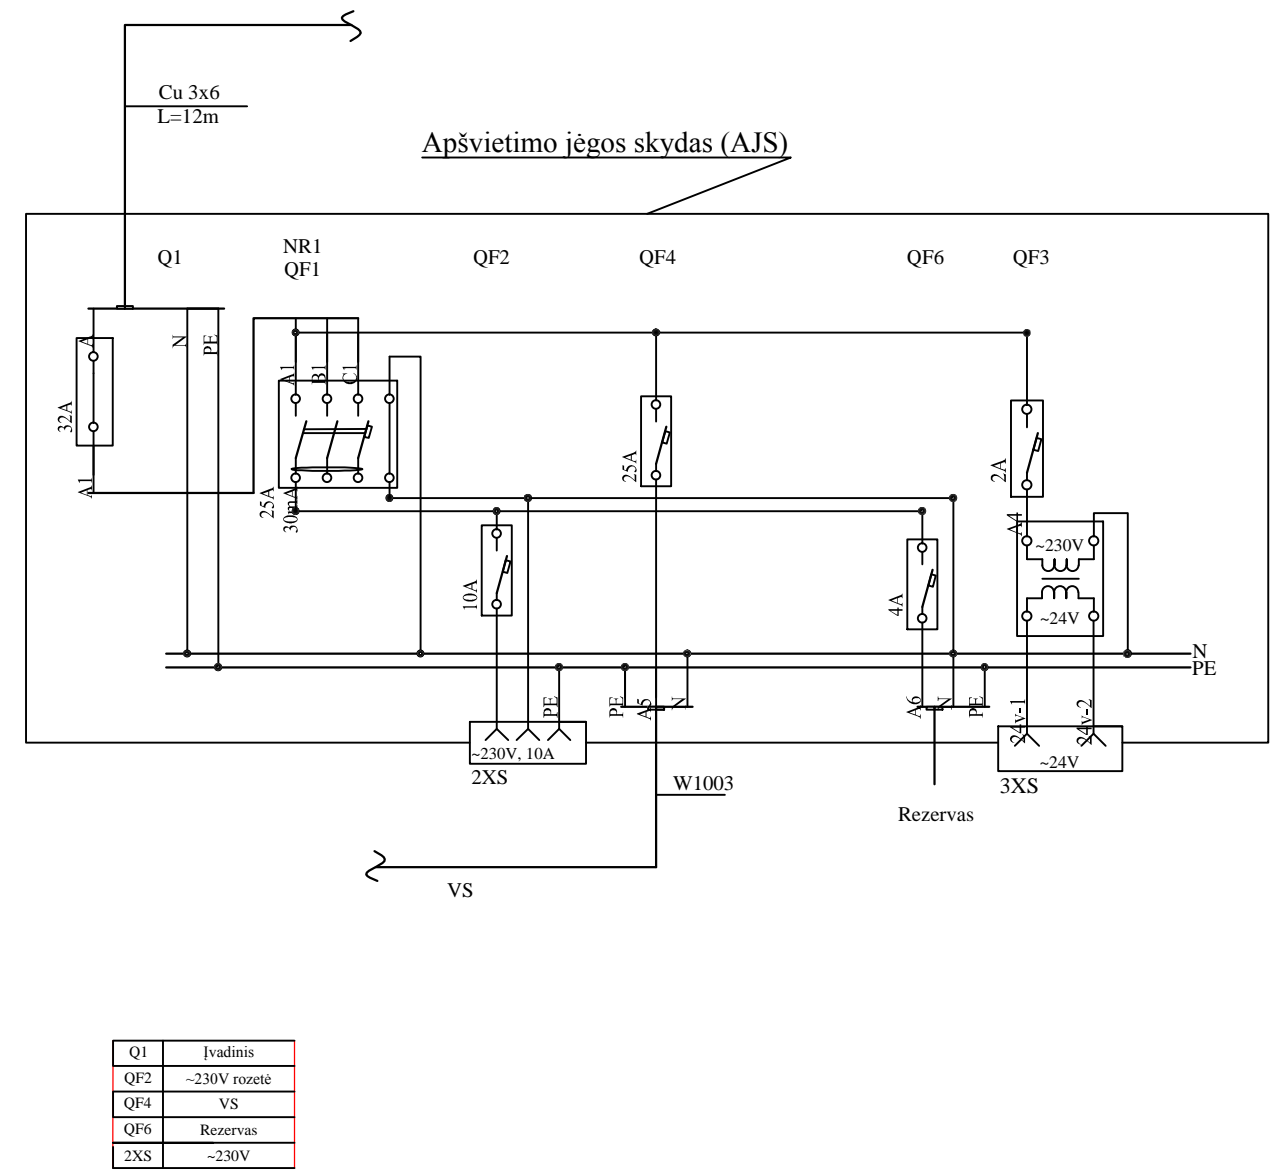 Cu 3x6
L=12m
Apšvietimo jėgos skydas (AJS)
Q1
NR1
QF1
QF2
QF4
QF6
QF3
A
N
PE
32A
A1
A1
B1
C1
25A
30mA
10A
25A
4A
2A
A4
~230V
~24V
N
PE
PE
PE
A5
N
A6
N
PE
24v-1
24v-2
~230V, 10A
2XS
~24V
3XS
W1003
Rezervas
VS
Q1 Įvadinis
QF2 ~230V rozetė
QF4 VS
QF6 Rezervas
2XS ~230V